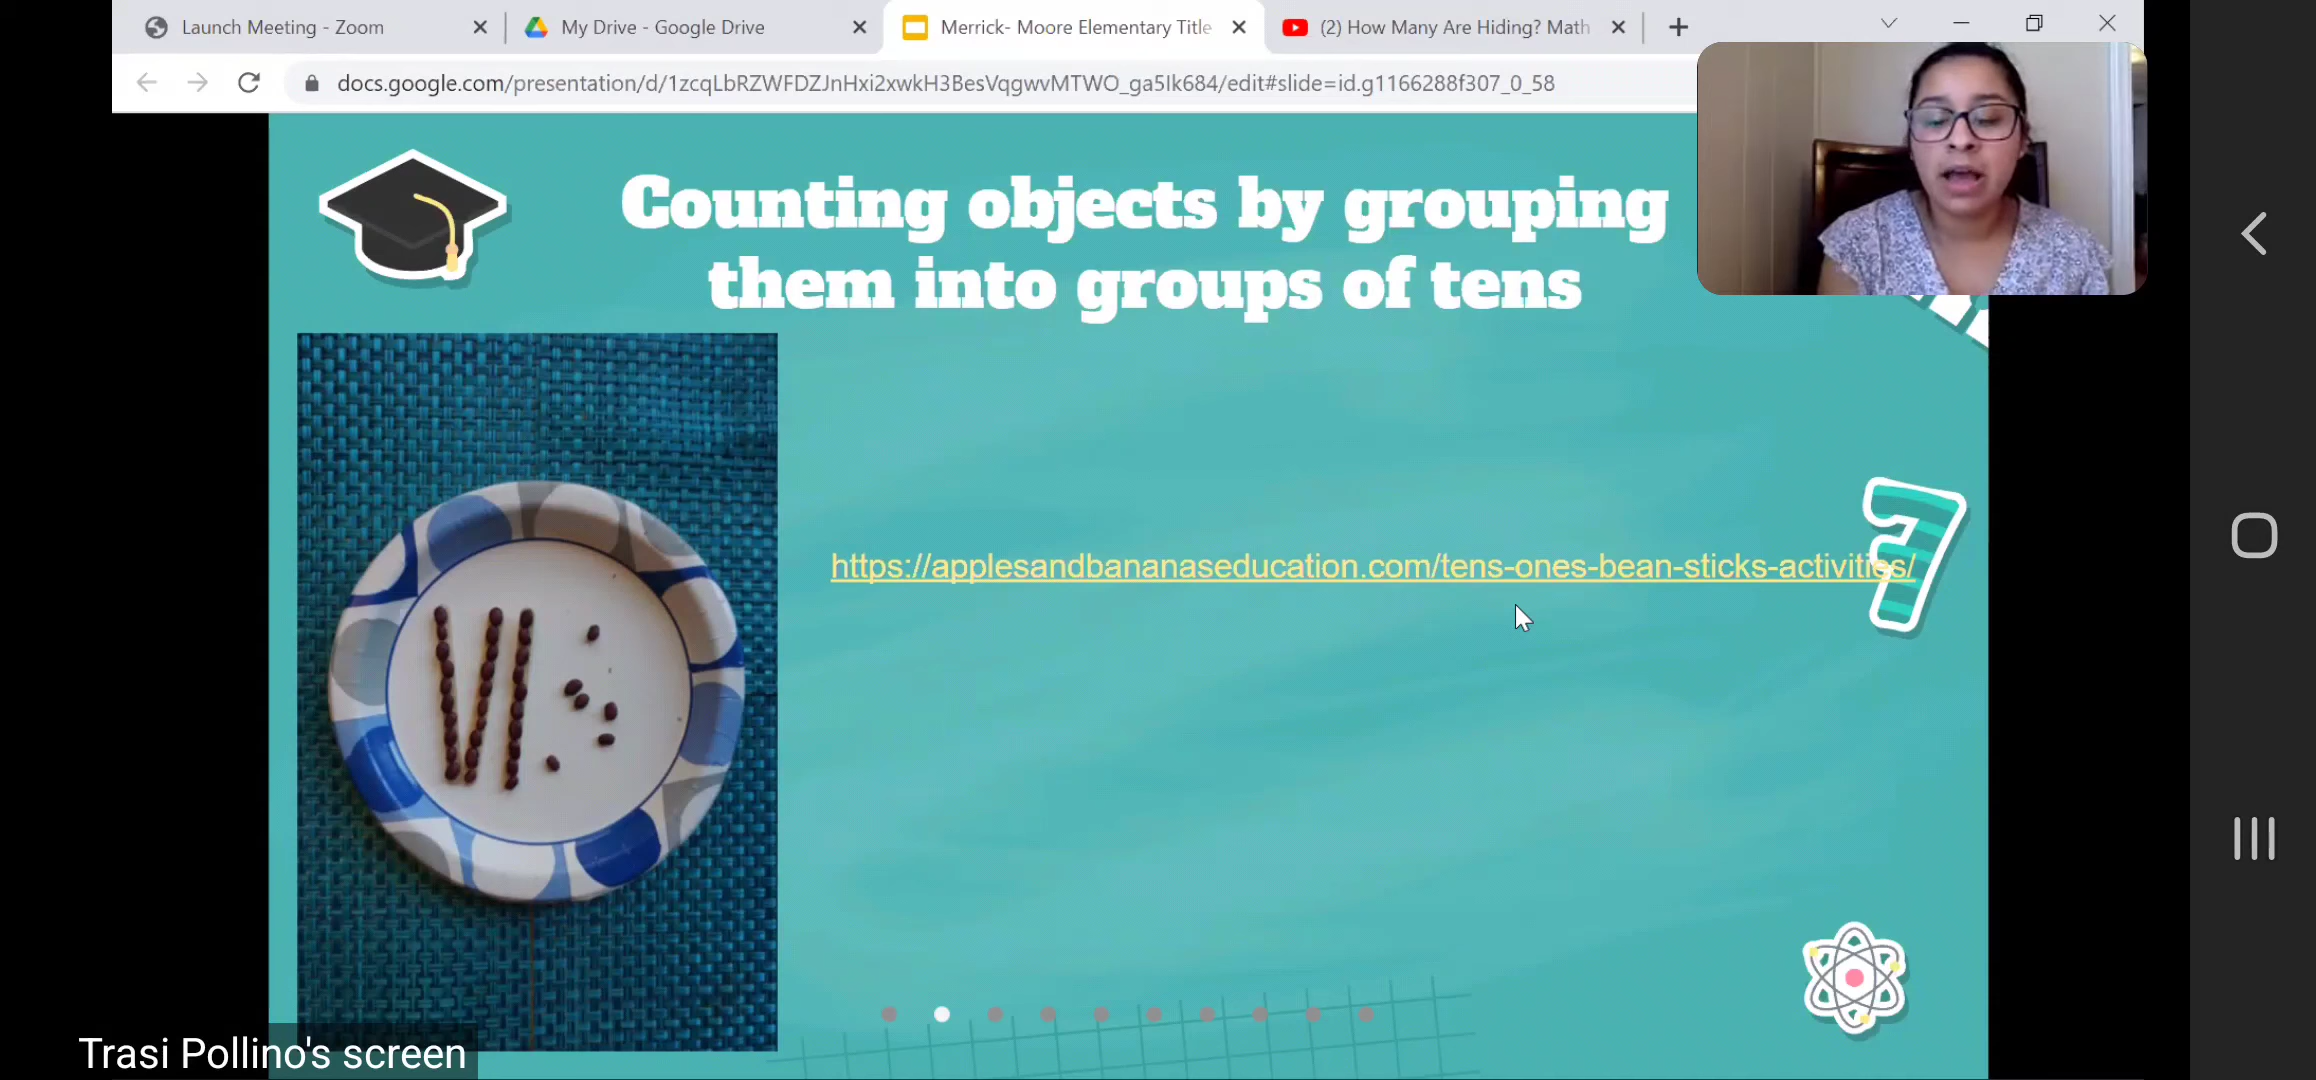 Launch Meeting - Zoom
My Drive - Google Drive
Merrick- Moore Elementary Title
(2) How Many Are Hiding? Math
docs.google.com/presentation/d/1zcqLbRZWFDZJnHxi2xwkH3BesVqgwvMTWO_ga5Ik684/edit#slide=id.g1166288f307_0_58
Counting objects by grouping
them into groups of tens
https://applesandbananaseducation.com/tens-ones-bean-sticks-activities/
7
Trasi Pollino's screen